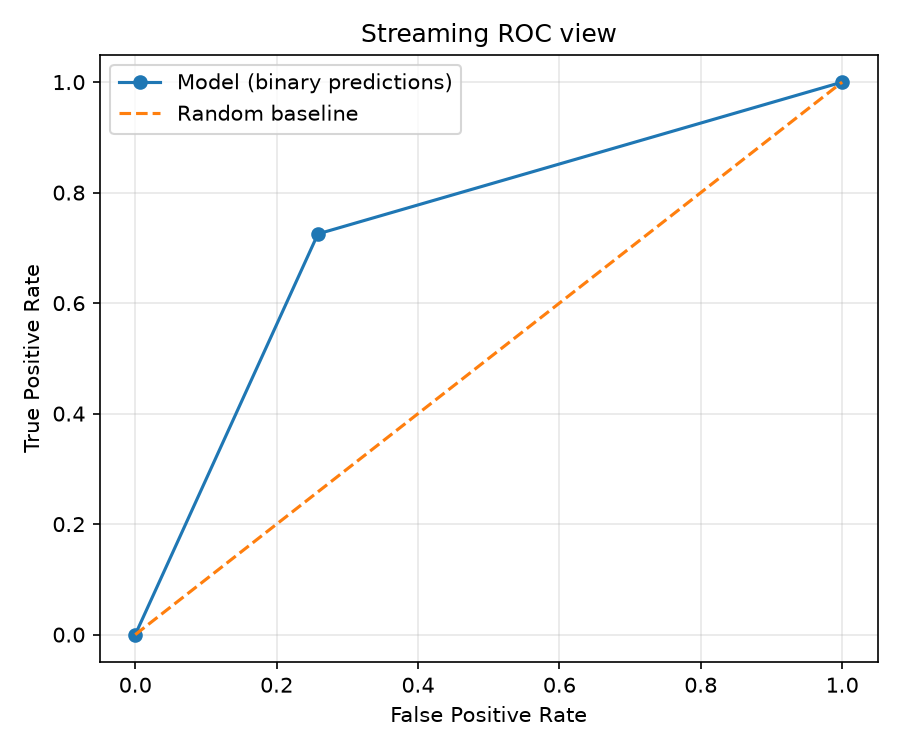 Streaming ROC view
Model (binary predictions)
Random baseline
True Positive Rate
1.0
0.8
0.6
0.4
0.2
0.0
0.0 0.2 0.4 0.6 0.8 1.0
False Positive Rate